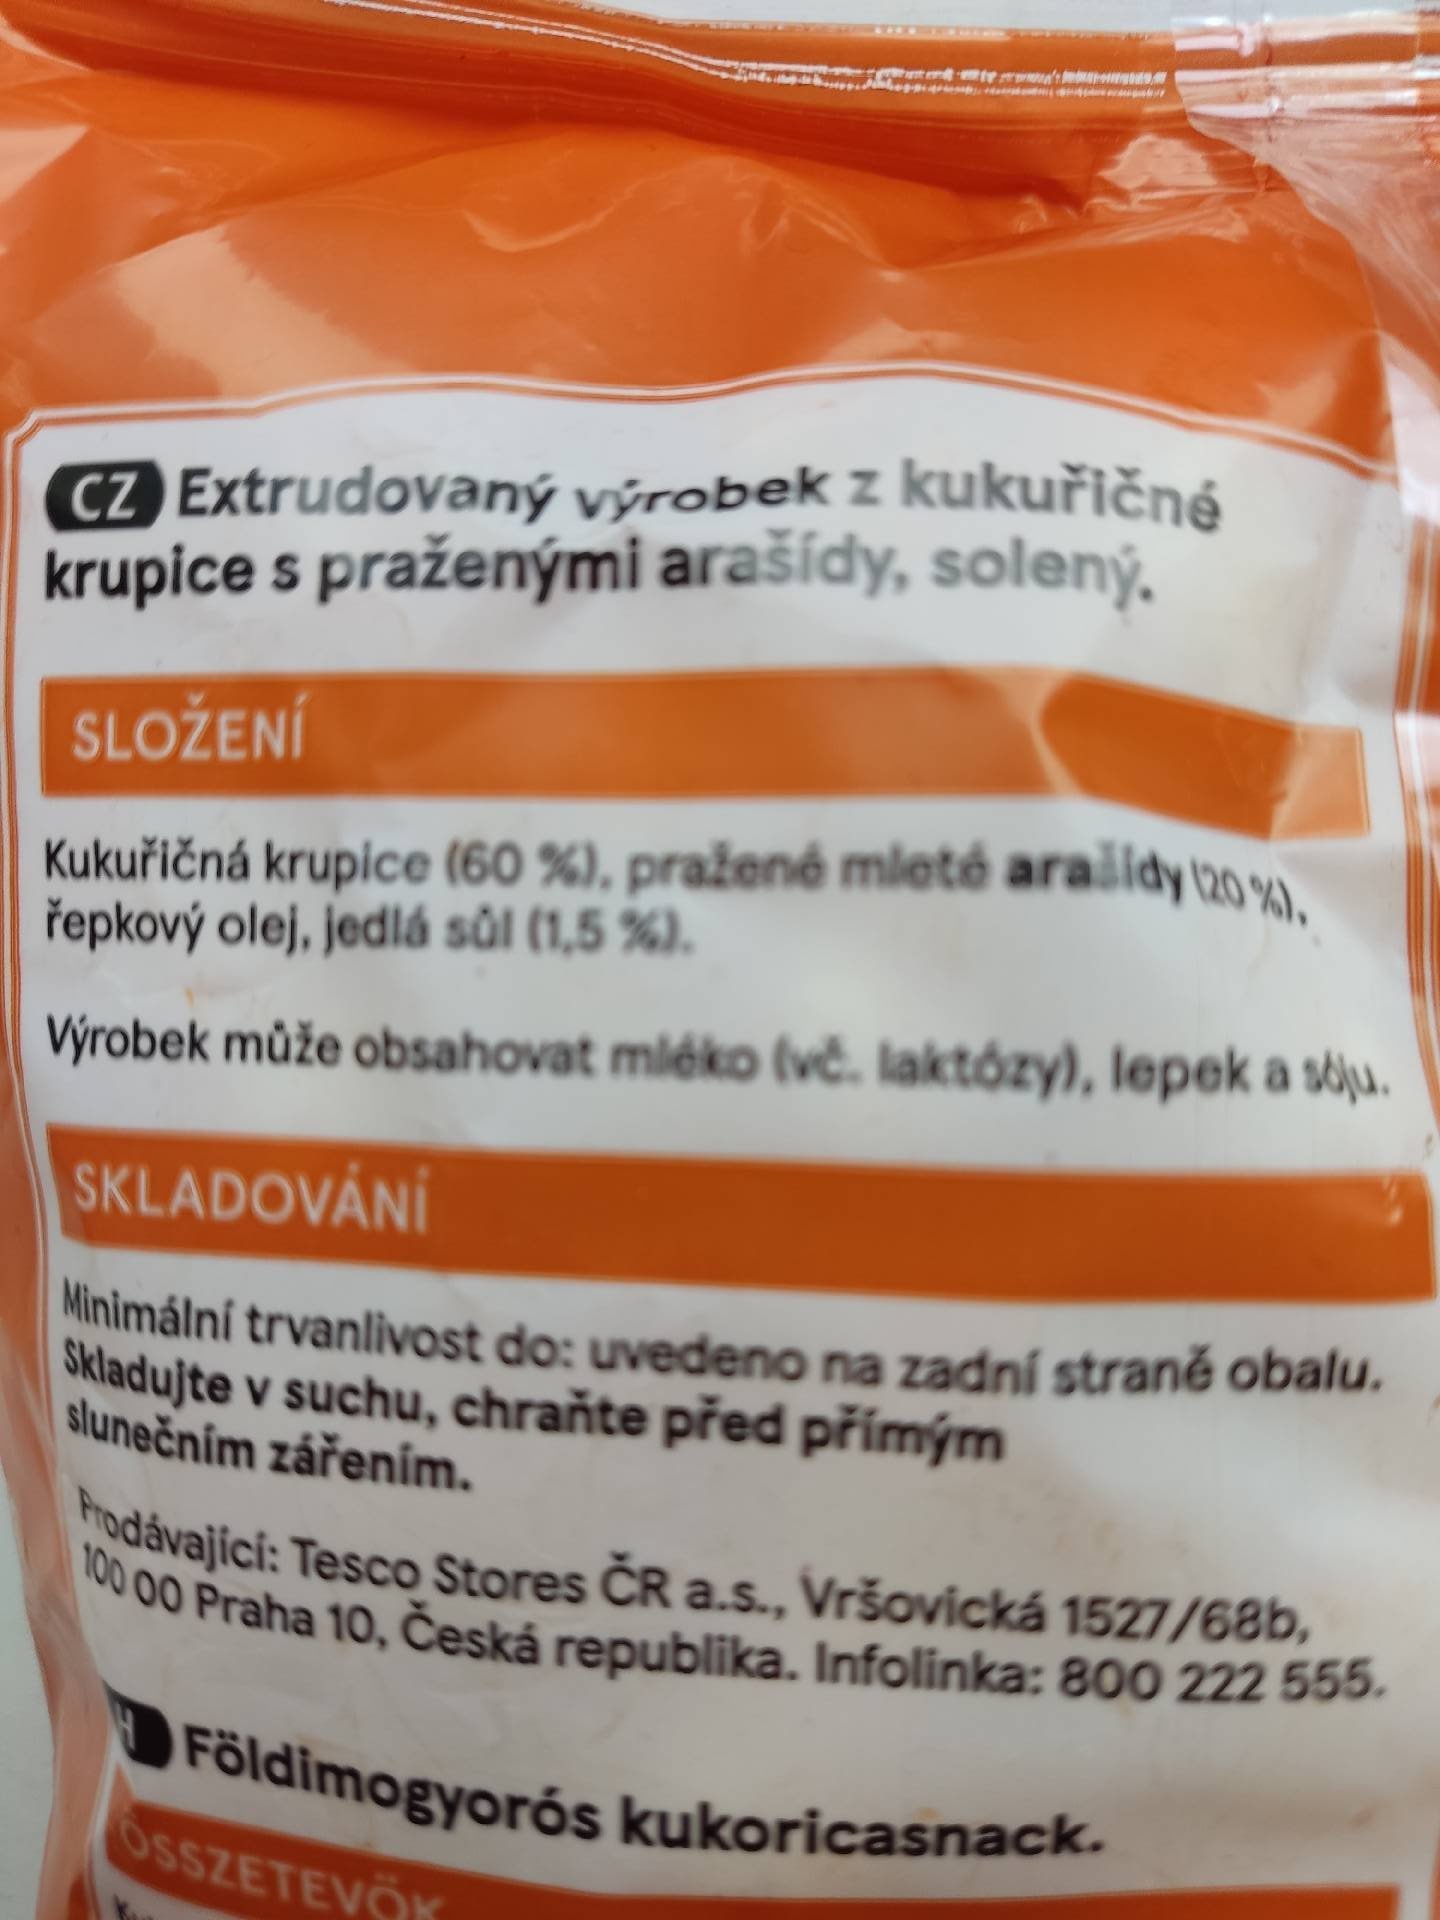 CZ Extrudovaný výrobek z kukuřičné
krupice s praženými arašídy, solený.
SLOŽENÍ
Kukuřičná krupice (60 %), pražené mleté arašídy (20 %),
řepkový olej, jedlá sůl (1,5 %).
Výrobek může obsahovat mléko (vč. laktózy), lepek a sóju.
SKLADOVÁNÍ
Minimální trvanlivost do: uvedeno na zadní straně obalu.
Skladujte v suchu, chraňte před přímým
slunečním zářením.
Prodávající: Tesco Stores ČR a.s., Vršovická 1527/68b,
100 00 Praha 10, Česká republika. Infolinka: 800 222 555.
H Földimogyorós kukoricasnack.
ÖSSZETEVŐK